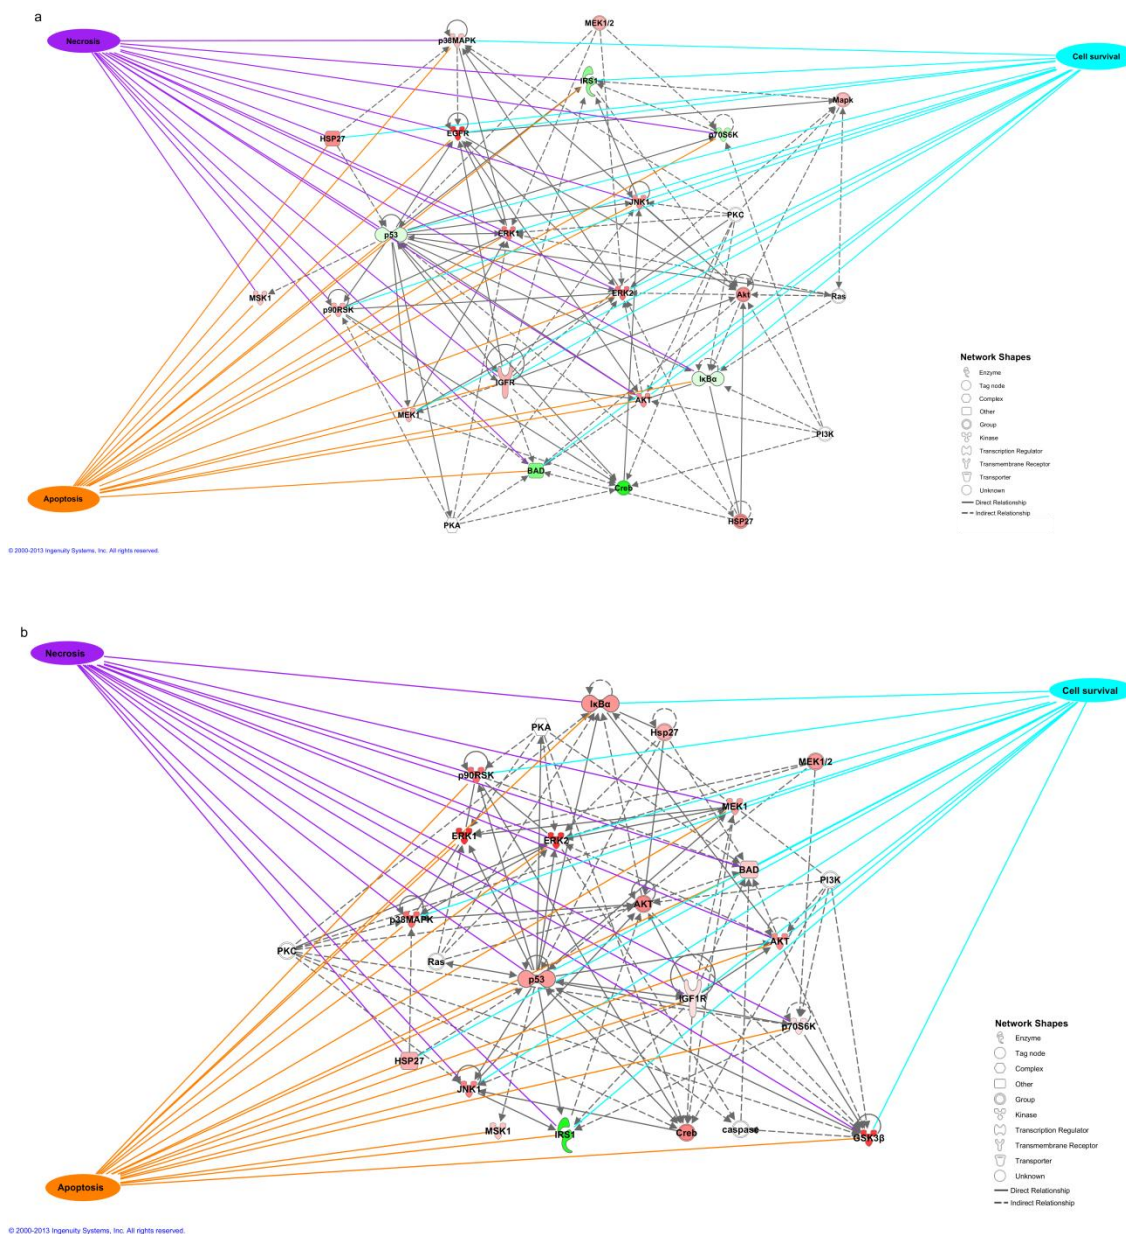 a
Necrosis
p38MAPK
MEK1/2
Cell survival
IRS1
Mapk
HSP27
EGFR
p70S6K
JNK1
PKC
p53
ERK1
MSK1
p90RSK
ERK2
Akt
Ras
IGFR
IκBα
MEK1
AKT
PI3K
BAD
Creb
Apoptosis
PKA
HSP27
Network Shapes
Enzyme
Tag node
Complex
Other
Group
Kinase
Transcription Regulator
Transmembrane Receptor
Transporter
Unknown
Direct Relationship
Indirect Relationship
© 2000-2013 Ingenuity Systems, Inc. All rights reserved.
b
Necrosis
Cell survival
IκBα
PKA
Hsp27
MEK1/2
p90RSK
MEK1
ERK1
ERK2
BAD
PI3K
AKT
p38MAPK
AKT
PKC
Ras
p53
IGF1R
p70S6K
HSP27
JNK1
MSK1
IRS1
Creb
caspase
GSK3β
Apoptosis
Network Shapes
Enzyme
Tag node
Complex
Other
Group
Kinase
Transcription Regulator
Transmembrane Receptor
Transporter
Unknown
Direct Relationship
Indirect Relationship
© 2000-2013 Ingenuity Systems, Inc. All rights reserved.